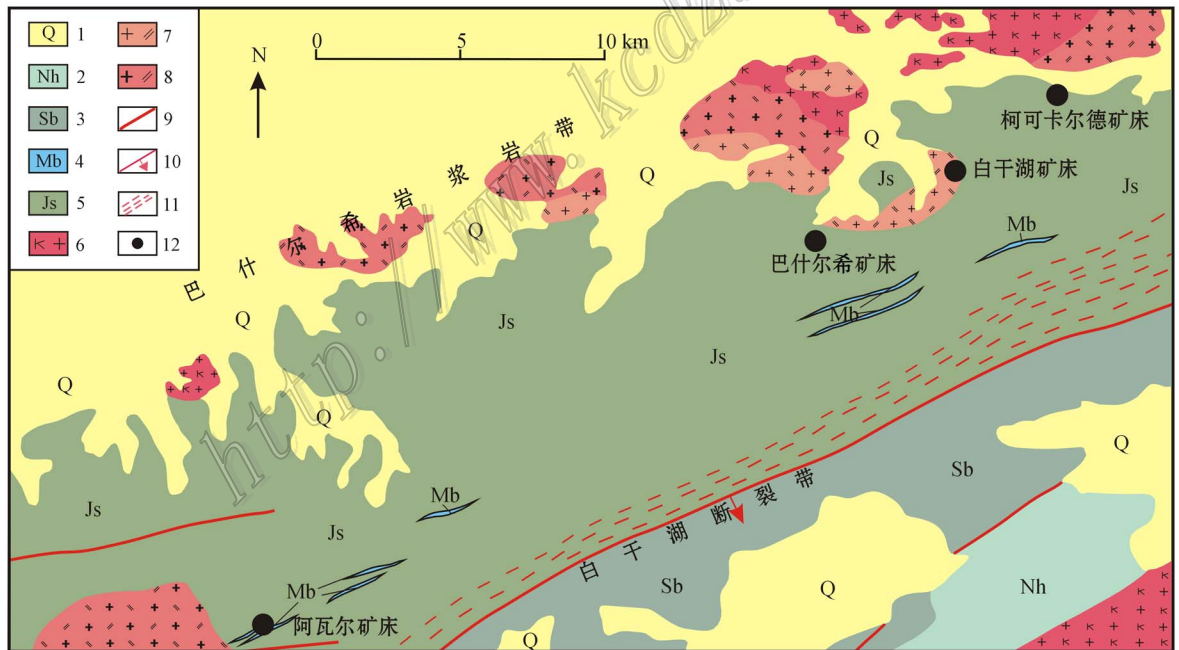 Q 1
Nh 2
Sb 3
Mb 4
Js 5
6
7
8
9
10
11
12
N
0 5 10 km
http://www.kcdz
巴什尔希岩浆岩带
柯可卡尔德矿床
白干湖矿床
巴什尔希矿床
阿瓦尔矿床
白干湖断裂带
Q
Q
Q
Q
Q
Q
Q
Q
Q
Js
Js
Js
Js
Js
Js
Mb
Mb
Mb
Mb
Sb
Sb
Nh